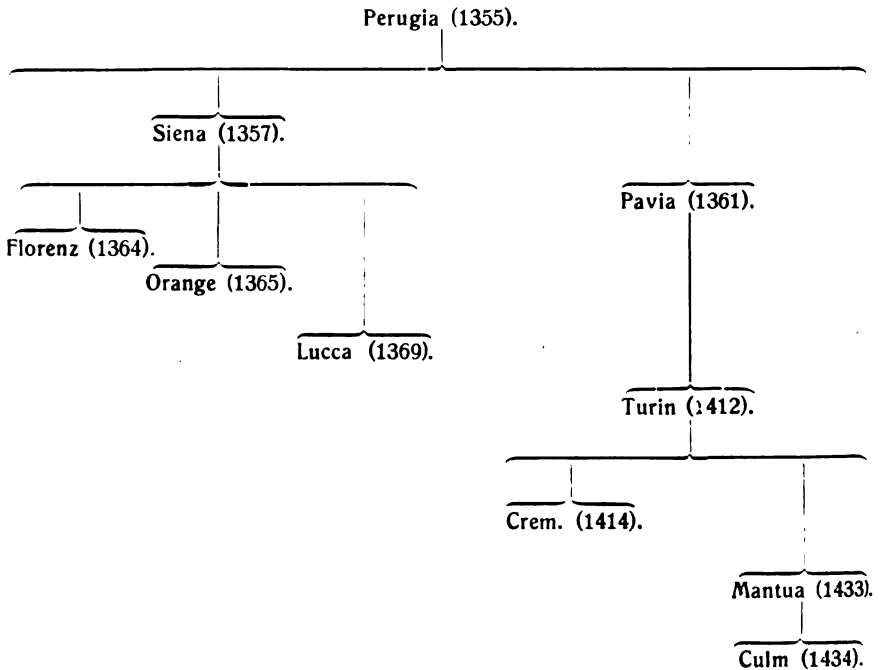 Perugia (1355).
Siena (1357).
Pavia (1361).
Florenz (1364).
Orange (1365).
Lucca (1369).
Turin (1412).
Crem. (1414).
Mantua (1433).
Culm (1434).